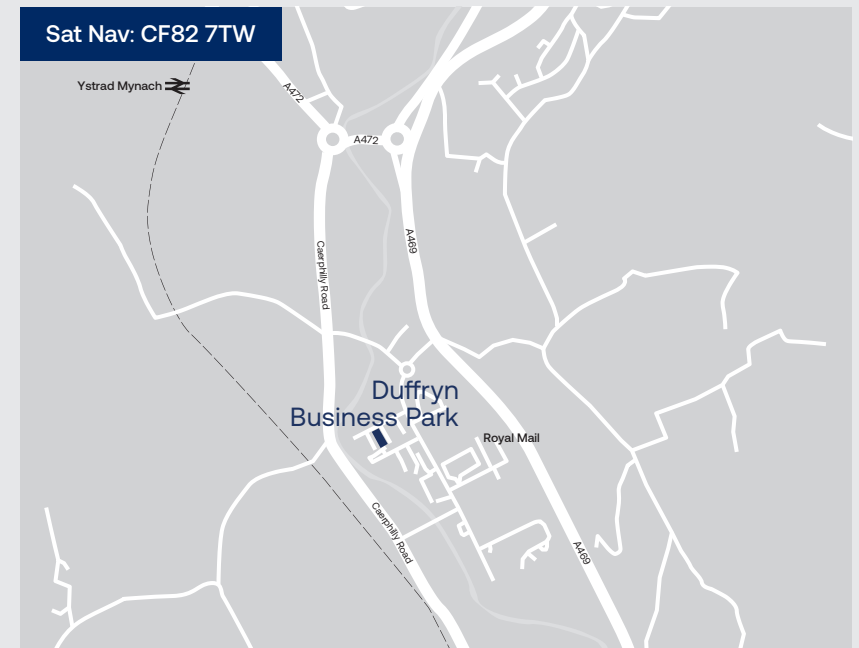 Sat Nav: CF82 7TW
Ystrad Mynach
A472
A472
A469
Caerphilly Road
Duffryn
Business Park
Royal Mail
Caerphilly Road
A469